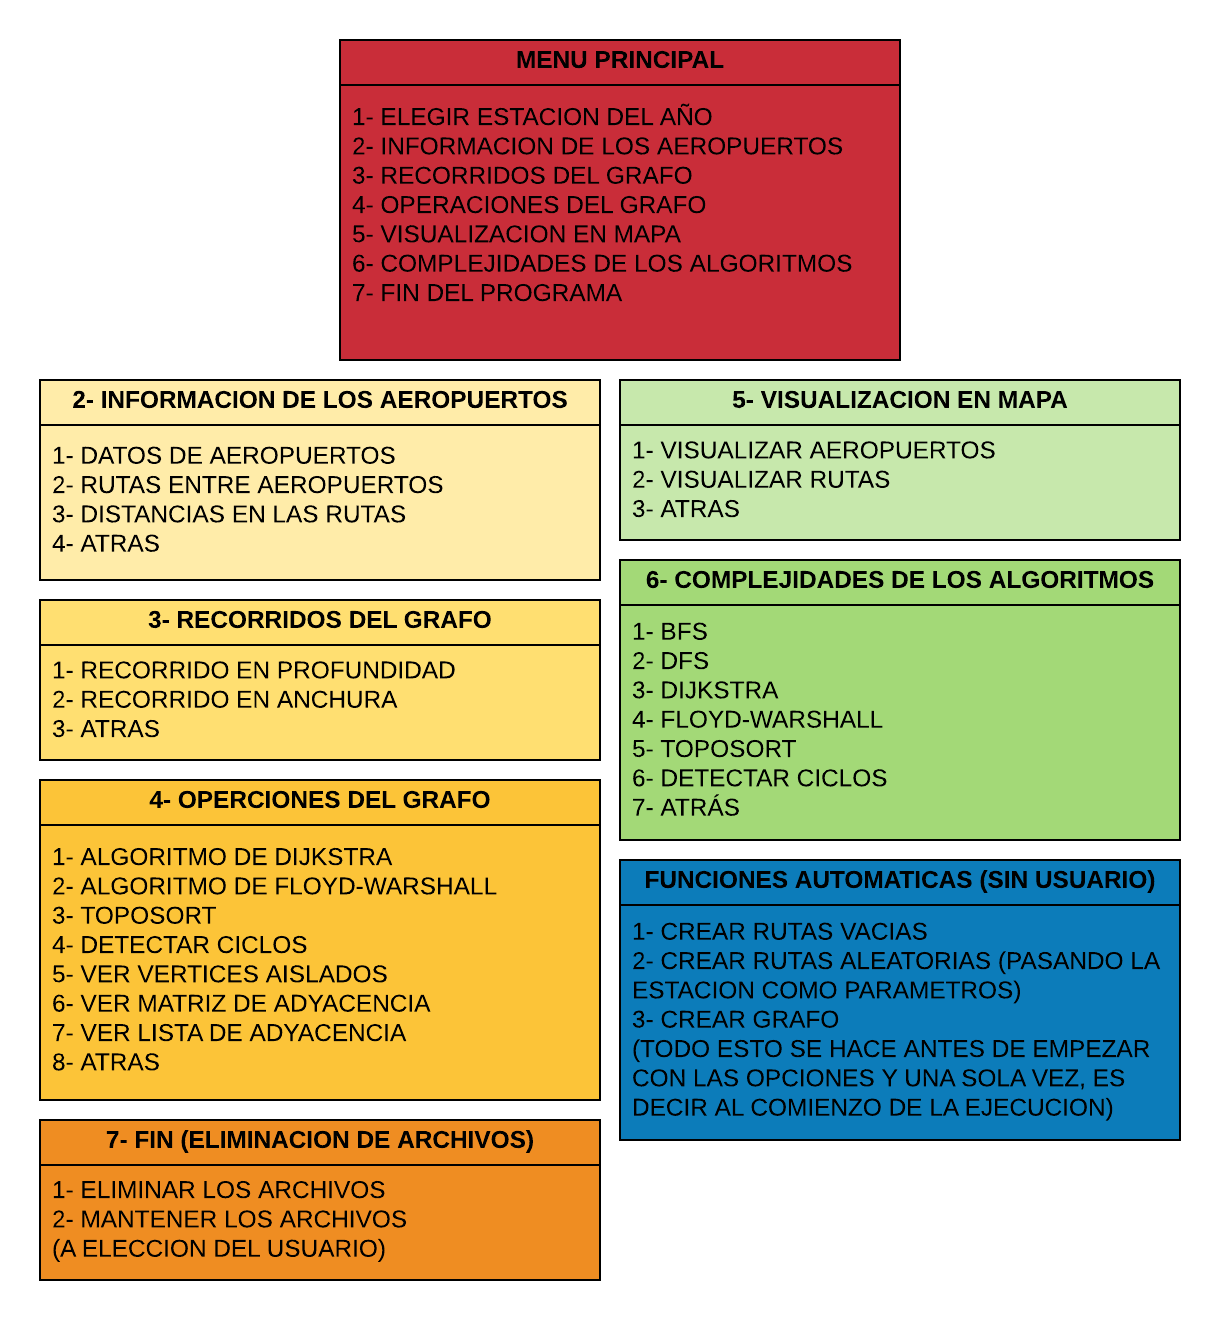 MENU PRINCIPAL
1- ELEGIR ESTACION DEL AÑO
2- INFORMACION DE LOS AEROPUERTOS
3- RECORRIDOS DEL GRAFO
4- OPERACIONES DEL GRAFO
5- VISUALIZACION EN MAPA
6- COMPLEJIDADES DE LOS ALGORITMOS
7- FIN DEL PROGRAMA
2- INFORMACION DE LOS AEROPUERTOS
1- DATOS DE AEROPUERTOS
2- RUTAS ENTRE AEROPUERTOS
3- DISTANCIAS EN LAS RUTAS
4- ATRAS
3- RECORRIDOS DEL GRAFO
1- RECORRIDO EN PROFUNDIDAD
2- RECORRIDO EN ANCHURA
3- ATRAS
4- OPERCIONES DEL GRAFO
1- ALGORITMO DE DIJKSTRA
2- ALGORITMO DE FLOYD-WARSHALL
3- TOPOSORT
4- DETECTAR CICLOS
5- VER VERTICES AISLADOS
6- VER MATRIZ DE ADYACENCIA
7- VER LISTA DE ADYACENCIA
8- ATRAS
7- FIN (ELIMINACION DE ARCHIVOS)
1- ELIMINAR LOS ARCHIVOS
2- MANTENER LOS ARCHIVOS
(A ELECCION DEL USUARIO)
5- VISUALIZACION EN MAPA
1- VISUALIZAR AEROPUERTOS
2- VISUALIZAR RUTAS
3- ATRAS
6- COMPLEJIDADES DE LOS ALGORITMOS
1- BFS
2- DFS
3- DIJKSTRA
4- FLOYD-WARSHALL
5- TOPOSORT
6- DETECTAR CICLOS
7- ATRÁS
FUNCIONES AUTOMATICAS (SIN USUARIO)
1- CREAR RUTAS VACIAS
2- CREAR RUTAS ALEATORIAS (PASANDO LA
ESTACION COMO PARAMETROS)
3- CREAR GRAFO
(TODO ESTO SE HACE ANTES DE EMPEZAR
CON LAS OPCIONES Y UNA SOLA VEZ, ES
DECIR AL COMIENZO DE LA EJECUCION)